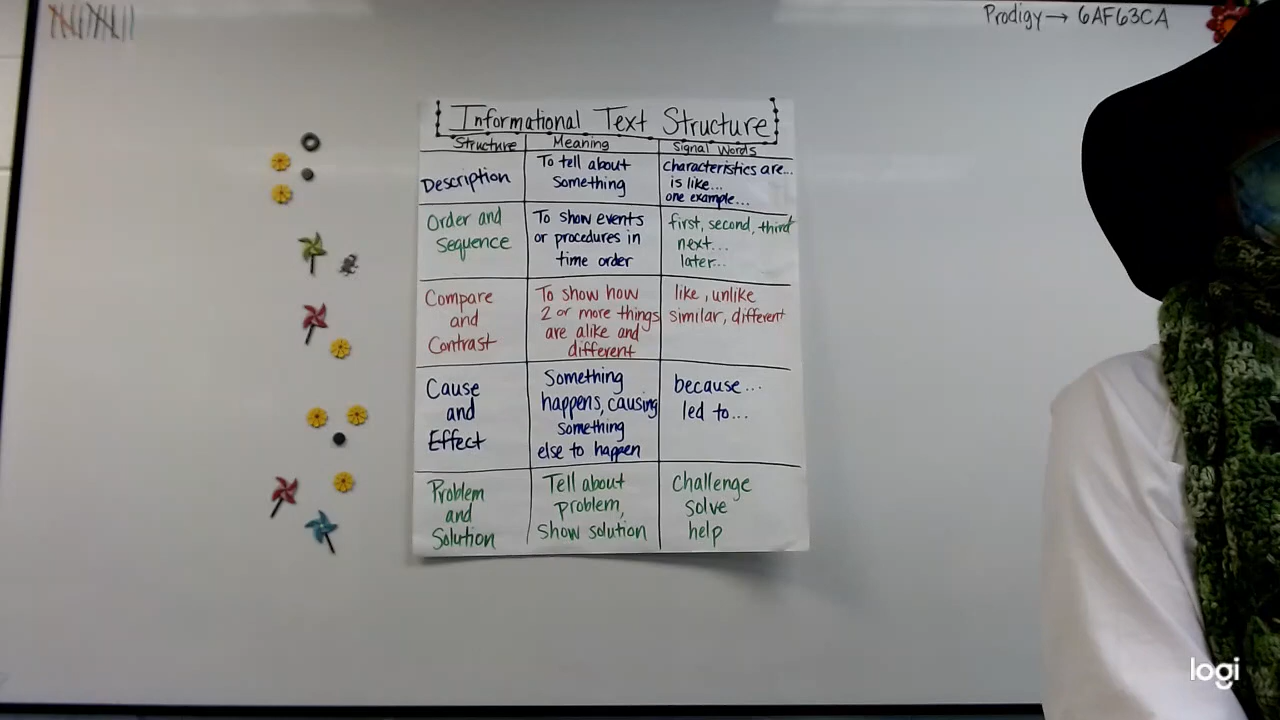 Prodigy → 6AF63CA
Informational Text Structure
Structure Meaning Signal Words
Description
To tell about
something
characteristics are...
is like...
one example...
Order and
Sequence
To show events
or procedures in
time order
first, second, third
next...
later...
Compare
and
Contrast
To show how
2 or more things
are alike and
different
like, unlike
similar, different
Cause
and
Effect
Something
happens, causing
something
else to happen
because...
led to...
Problem
and
Solution
Tell about
problem,
show solution
challenge
solve
help
logi